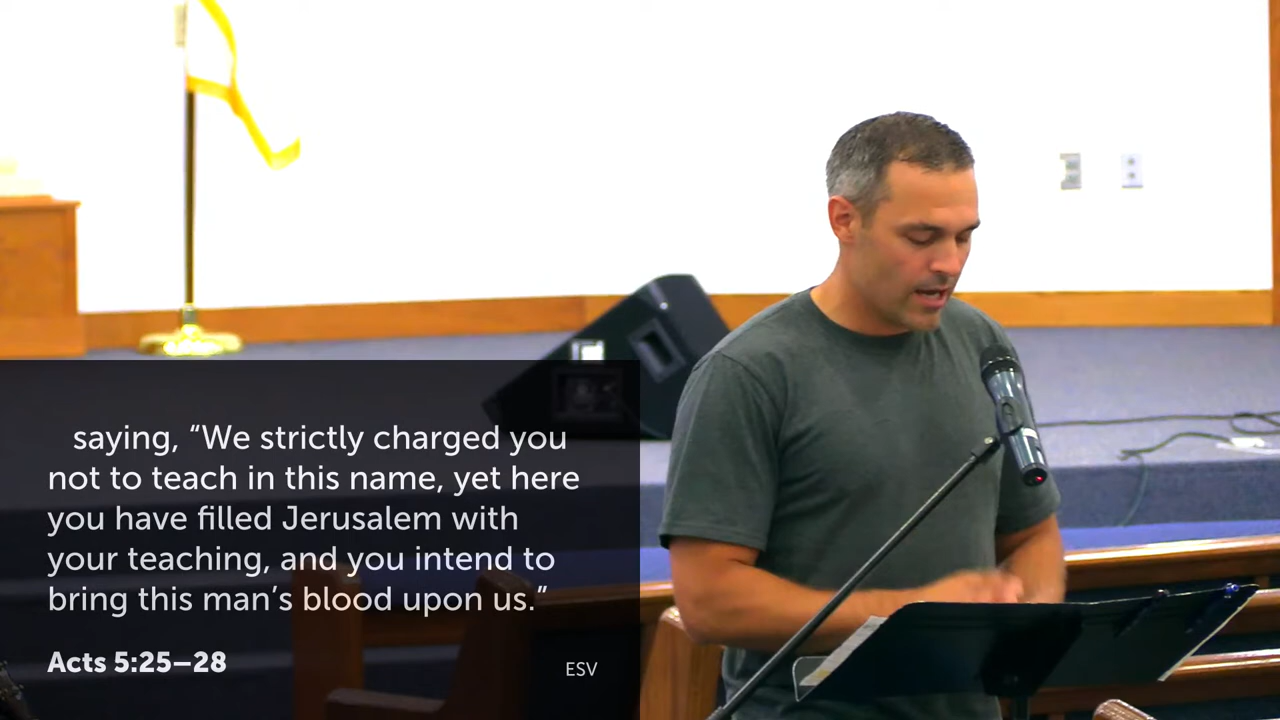 saying, “We strictly charged you
not to teach in this name, yet here
you have filled Jerusalem with
your teaching, and you intend to
bring this man’s blood upon us.”
Acts 5:25–28
ESV